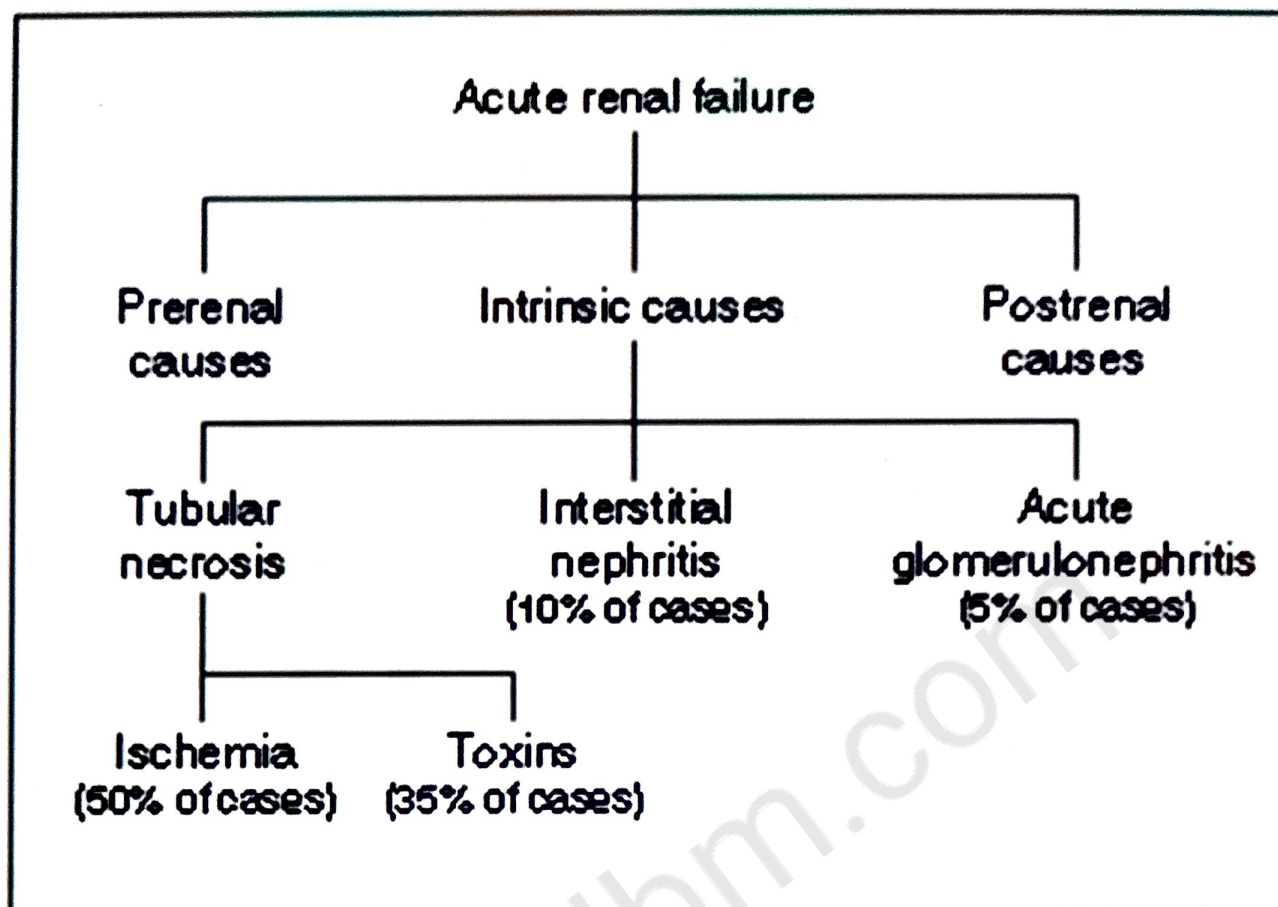 Acute renal failure
Prerenal
causes
Intrinsic causes
Postrenal
causes
Tubular
necrosis
Interstitial
nephritis
(10% of cases)
Acute
glomerulonephritis
(5% of cases)
Ischemia
(50% of cases)
Toxins
(35% of cases)